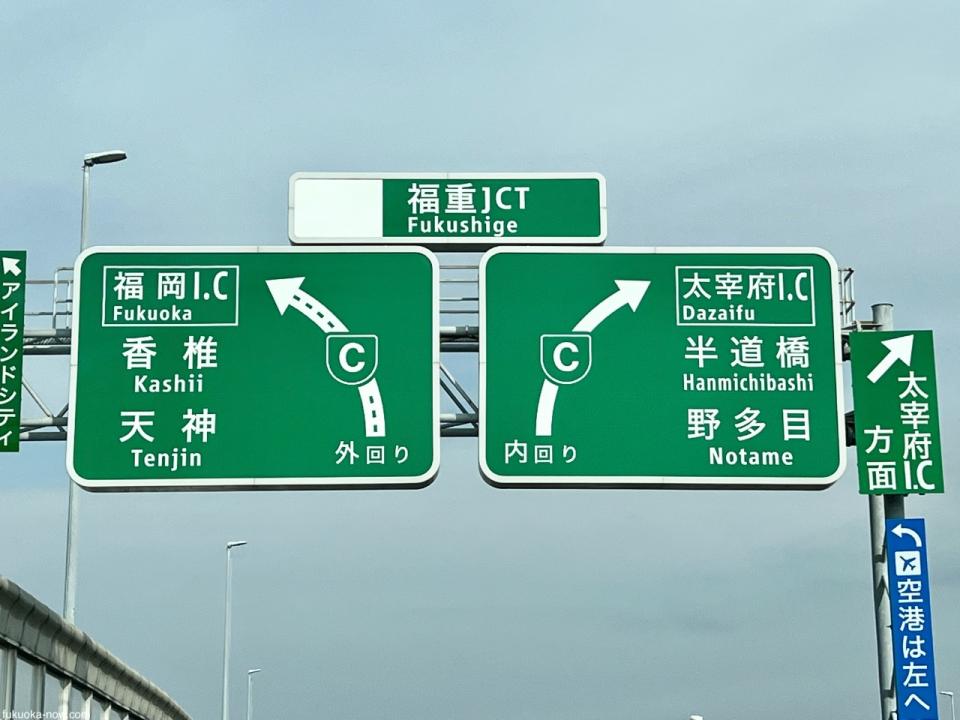 福重JCT
Fukushige
アイランドシティ
福岡I.C
Fukuoka
香椎
Kashii
天神
Tenjin
C
外回り
太宰府I.C
Dazaifu
半道橋
Hanmichibashi
野多目
Notame
C
内回り
太宰府I.C
方面
空港は左へ
fukuoka-now.com